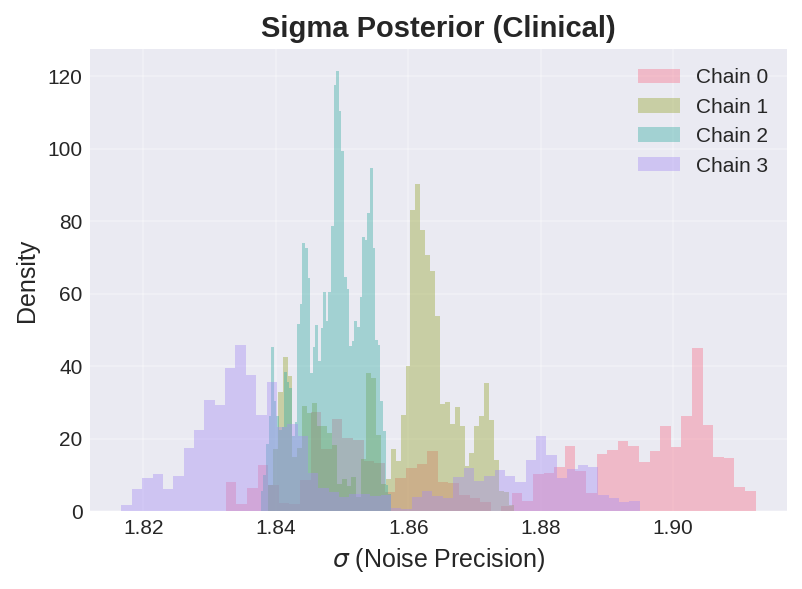 Sigma Posterior (Clinical)
Chain 0
Chain 1
Chain 2
Chain 3
Density
120
100
80
60
40
20
0
1.82 1.84 1.86 1.88 1.90
σ (Noise Precision)